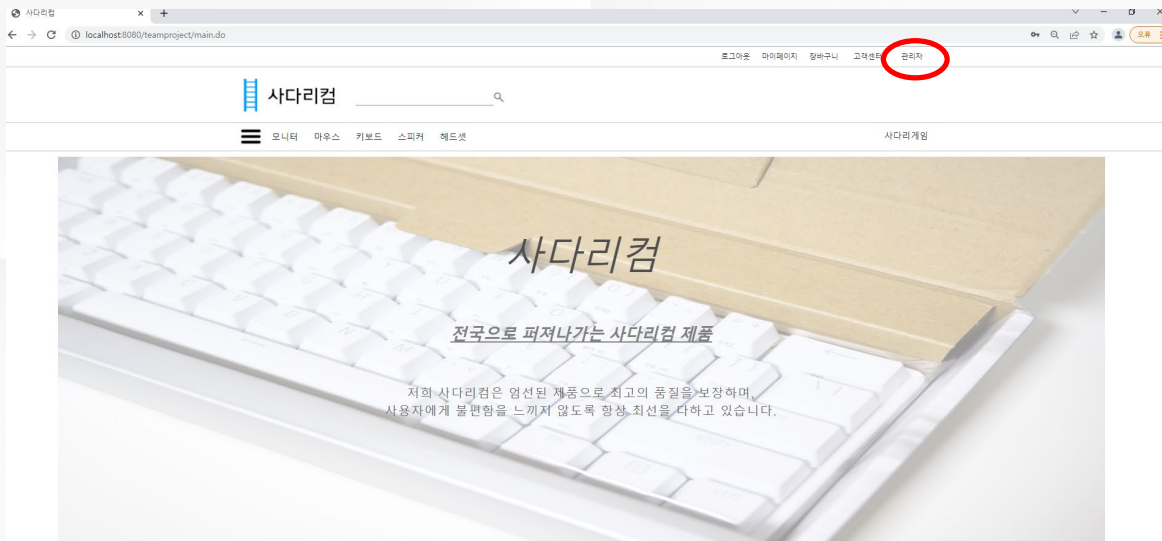 사다리컴
localhost:8080/teamproject/main.do
오류
로그아웃 마이페이지 장바구니 고객센터 관리자
사다리컴
모니터 마우스 키보드 스피커 헤드셋 사다리게임
사다리컴
전국으로 퍼져나가는 사다리컴 제품
저희 사다리컴은 엄선된 제품으로 최고의 품질을 보장하며,
사용자에게 불편함을 느끼지 않도록 항상 최선을 다하고 있습니다.